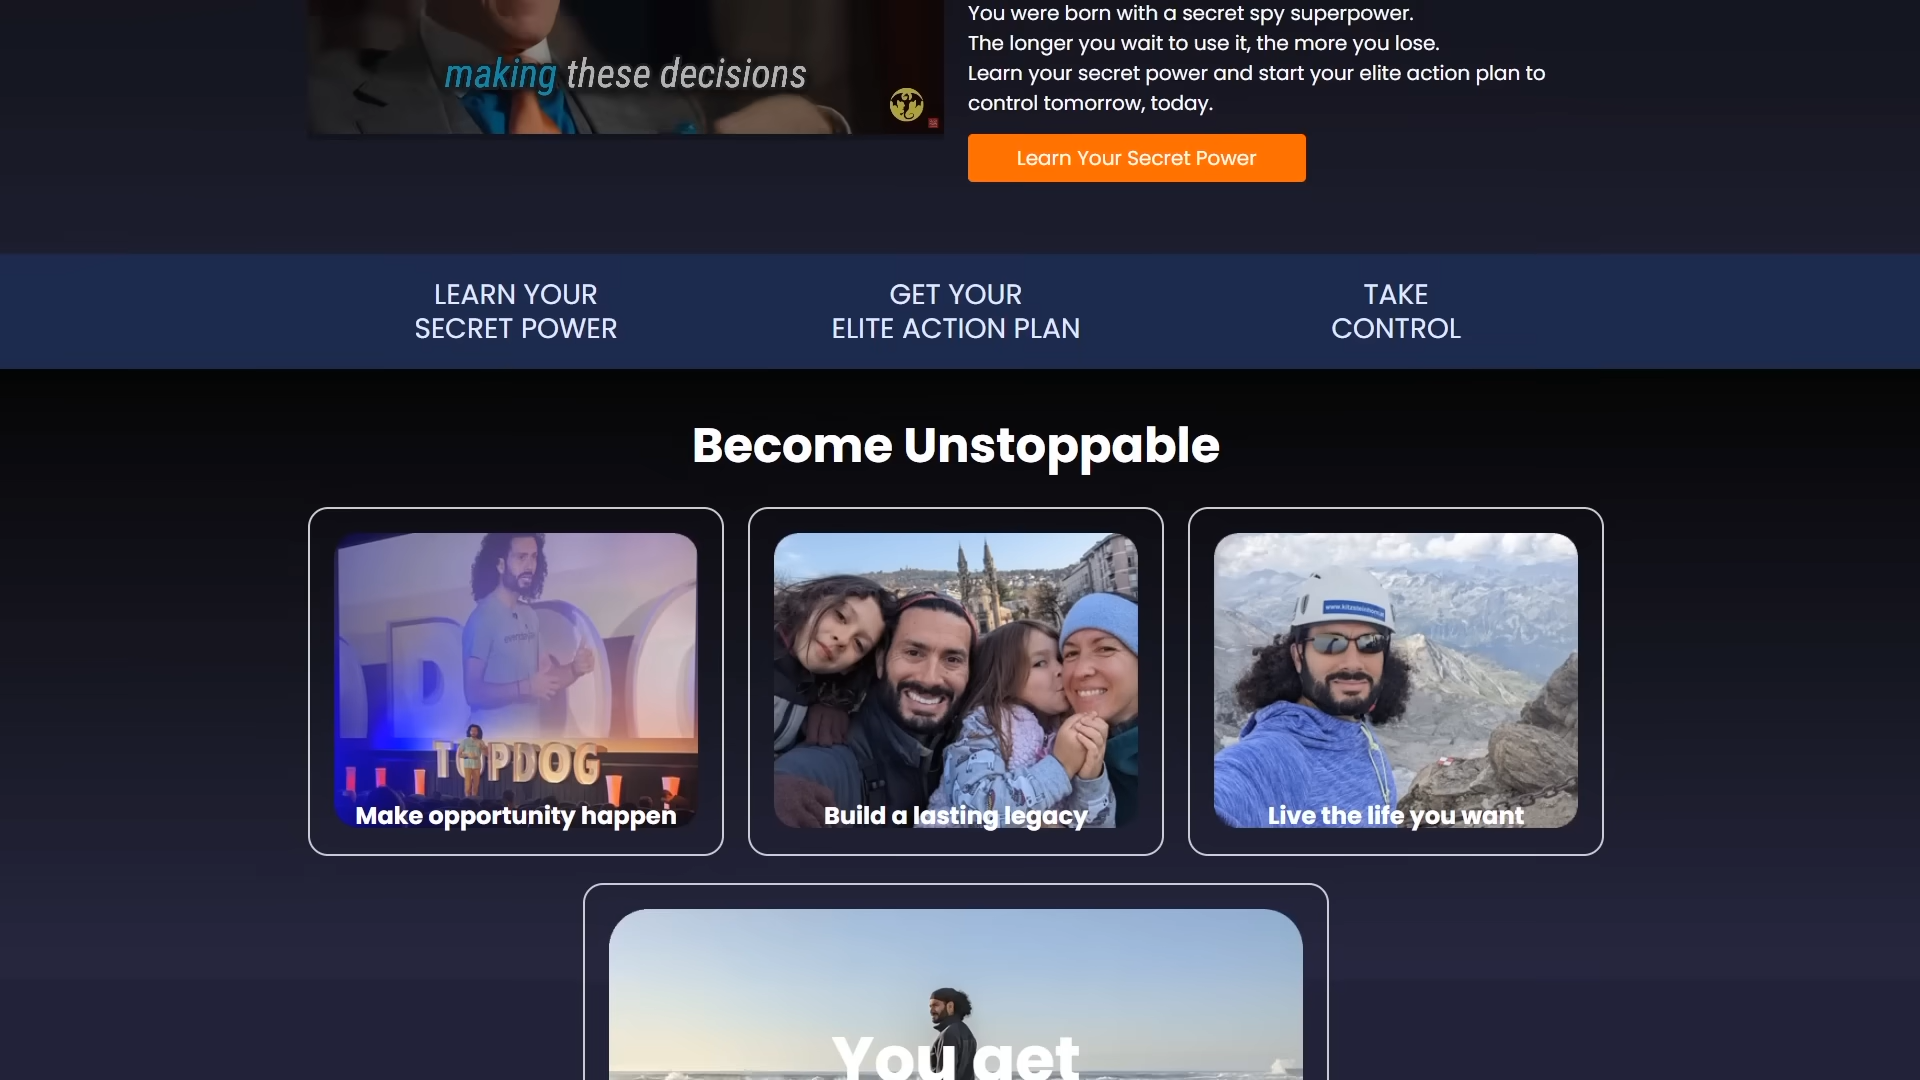 You were born with a secret spy superpower.
The longer you wait to use it, the more you lose.
Learn your secret power and start your elite action plan to
control tomorrow, today.
making these decisions
Learn Your Secret Power
LEARN YOUR
SECRET POWER
GET YOUR
ELITE ACTION PLAN
TAKE
CONTROL
Become Unstoppable
TOPDOG
Make opportunity happen
Build a lasting legacy
Live the life you want
You get